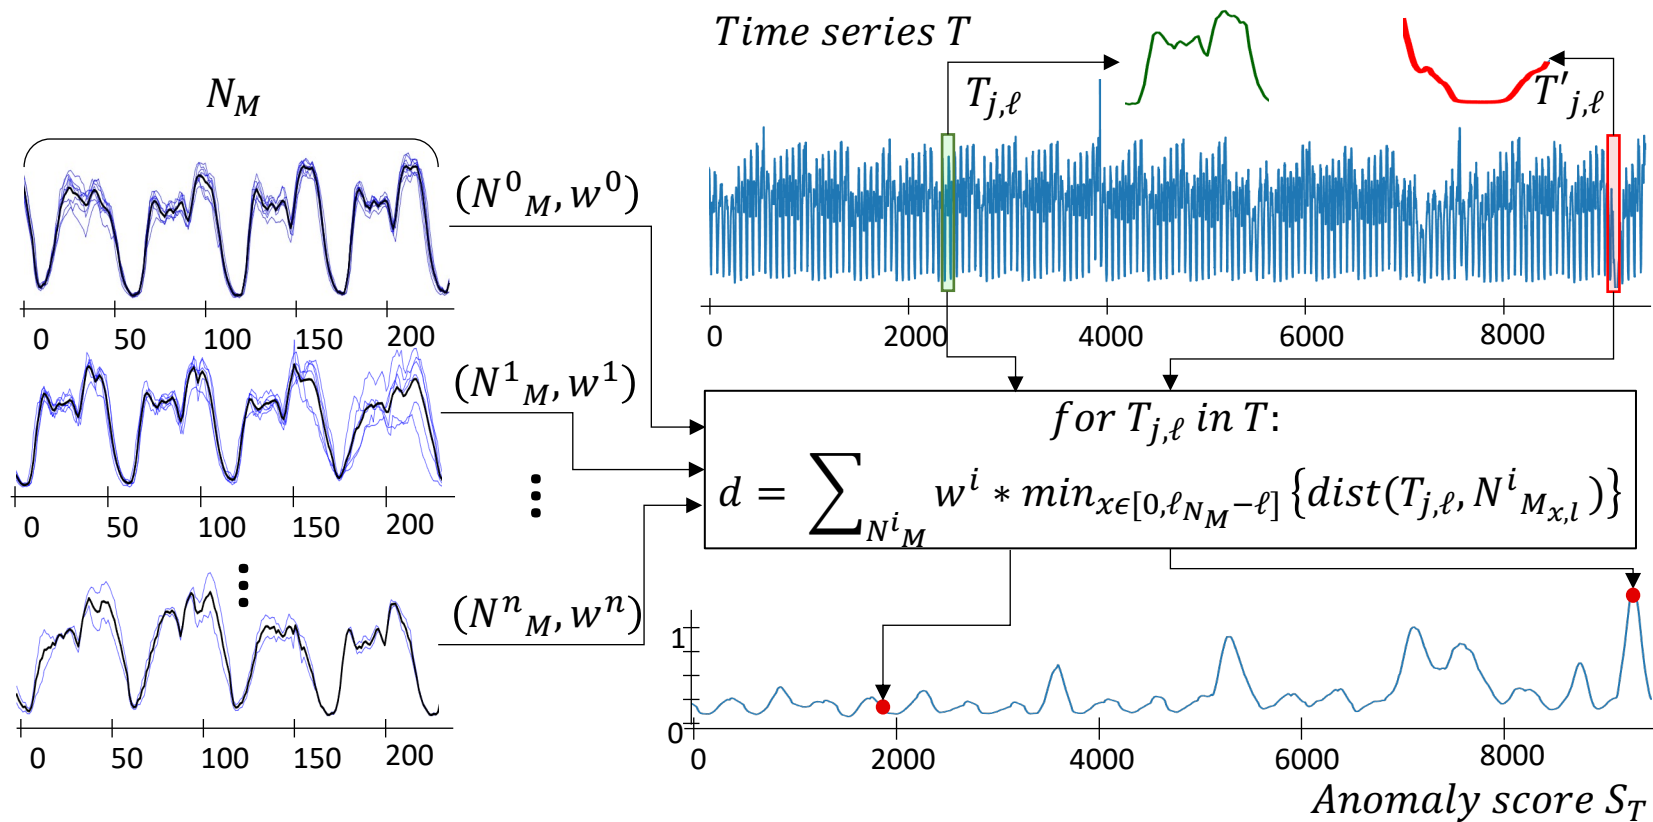 Time series T
N_M
T_{j,ℓ}
T'_{j,ℓ}
(N^0_M, w^0)
0 50 100 150 200
0 2000 4000 6000 8000
(N^1_M, w^1)
0 50 100 150 200
for T_{j,ℓ} in T:
d = ∑_{N^i_M} w^i * min_{xϵ[0,ℓ_{N_M}−ℓ]} {dist(T_{j,ℓ}, N^i_{M_{x,l}})}
(N^n_M, w^n)
0 50 100 150 200
1
0
0 2000 4000 6000 8000
Anomaly score S_T